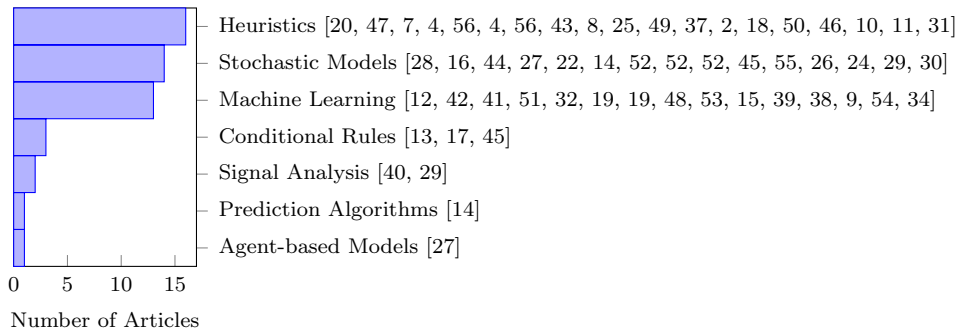 Heuristics [20, 47, 7, 4, 56, 4, 56, 43, 8, 25, 49, 37, 2, 18, 50, 46, 10, 11, 31]
Stochastic Models [28, 16, 44, 27, 22, 14, 52, 52, 52, 45, 55, 26, 24, 29, 30]
Machine Learning [12, 42, 41, 51, 32, 19, 19, 48, 53, 15, 39, 38, 9, 54, 34]
Conditional Rules [13, 17, 45]
Signal Analysis [40, 29]
Prediction Algorithms [14]
Agent-based Models [27]
0 5 10 15
Number of Articles